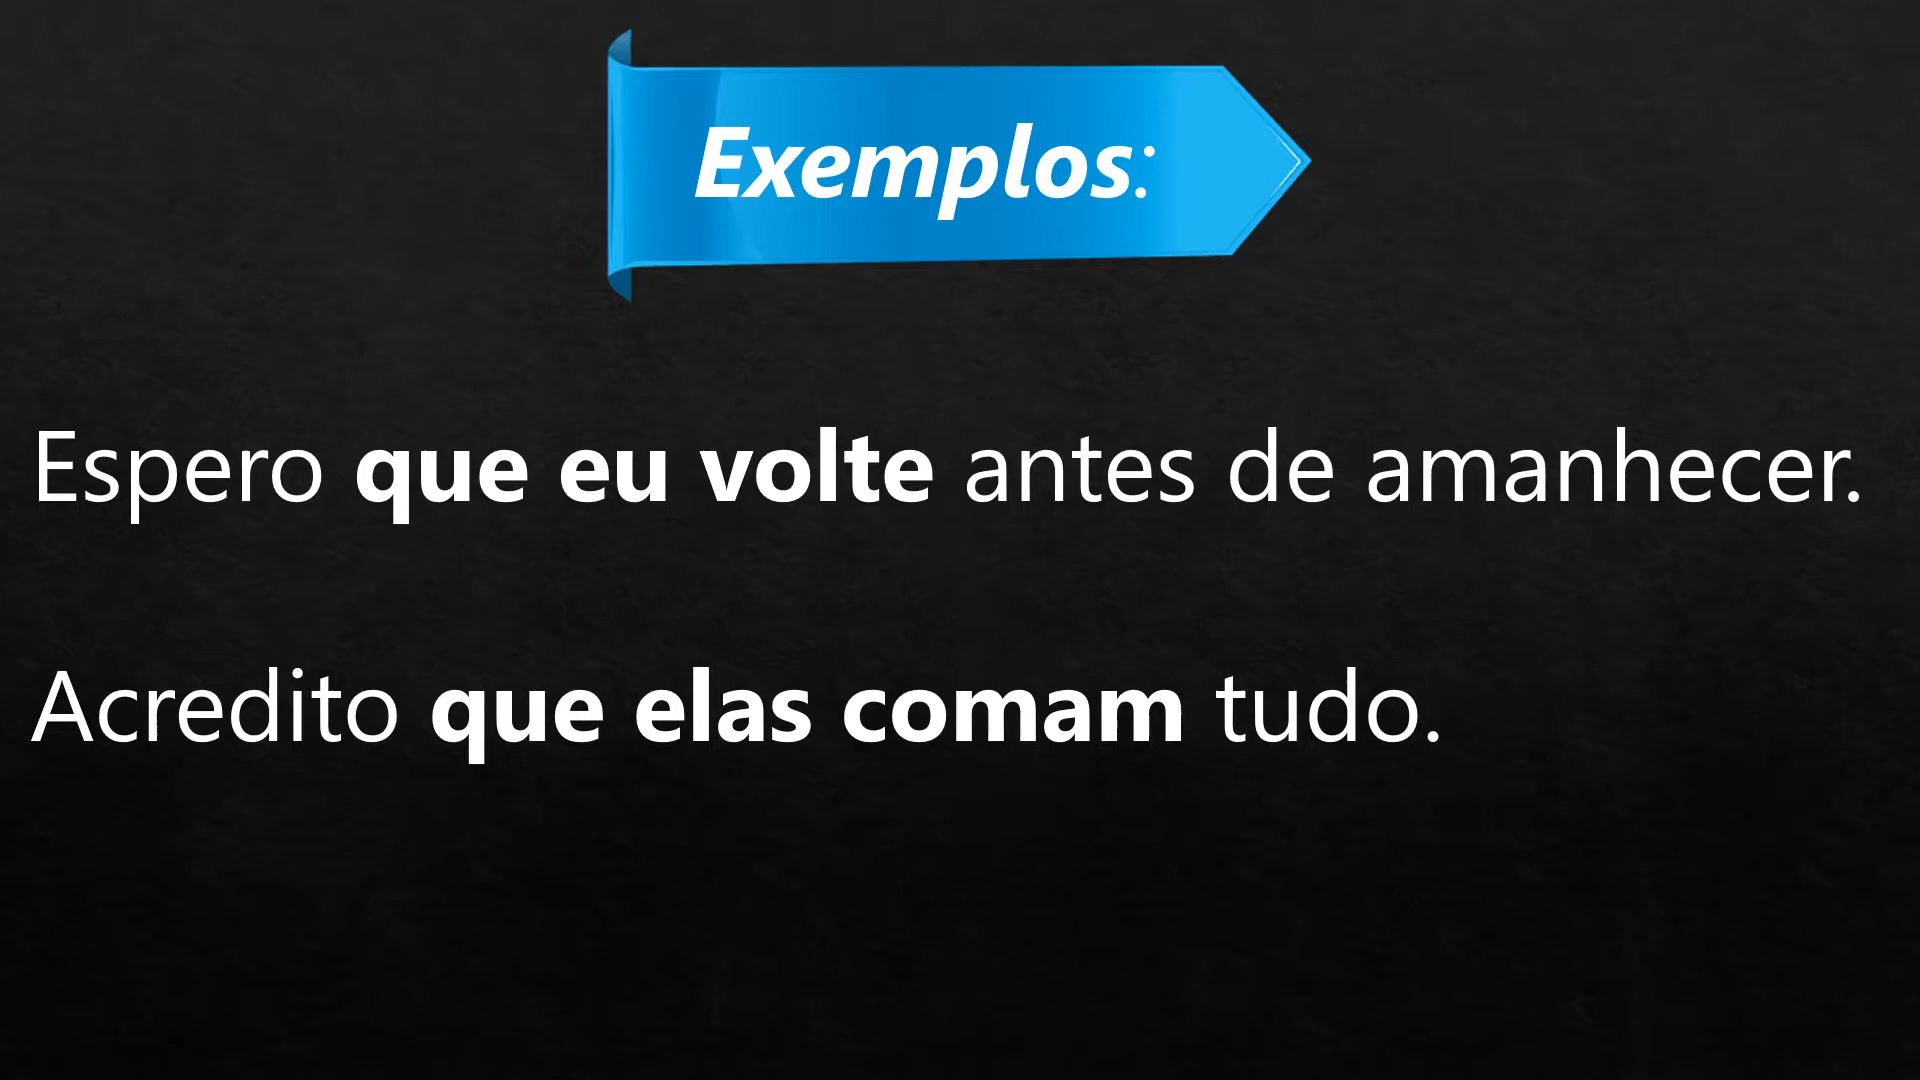 Exemplos:
Espero que eu volte antes de amanhecer.
Acredito que elas comam tudo.